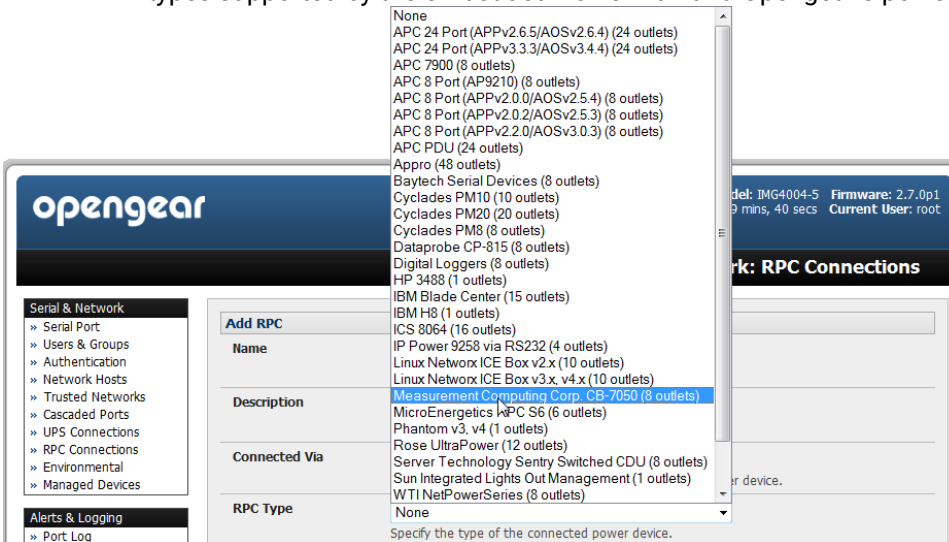 None
APC 24 Port (APPv2.6.5/AOSv2.6.4) (24 outlets)
APC 24 Port (APPv3.3.3/AOSv3.4.4) (24 outlets)
APC 7900 (8 outlets)
APC 8 Port (AP9210) (8 outlets)
APC 8 Port (APPv2.0.0/AOSv2.5.4) (8 outlets)
APC 8 Port (APPv2.0.2/AOSv2.5.3) (8 outlets)
APC 8 Port (APPv2.2.0/AOSv3.0.3) (8 outlets)
APC PDU (24 outlets)
Appro (48 outlets)
Baytech Serial Devices (8 outlets)
Cyclades PM10 (10 outlets)
Cyclades PM20 (20 outlets)
Cyclades PM8 (8 outlets)
Dataprobe CP-815 (8 outlets)
Digital Loggers (8 outlets)
HP 3488 (1 outlets)
IBM Blade Center (15 outlets)
IBM H8 (1 outlets)
ICS 8064 (16 outlets)
IP Power 9258 via RS232 (4 outlets)
Linux Networx ICE Box v2.x (10 outlets)
Linux Networx ICE Box v3.x, v4.x (10 outlets)
Measurement Computing Corp. CB-7050 (8 outlets)
MicroEnergetics RPC S6 (6 outlets)
Phantom v3, v4 (1 outlets)
Rose UltraPower (12 outlets)
Server Technology Sentry Switched CDU (8 outlets)
Sun Integrated Lights Out Management (1 outlets)
WTI NetPowerSeries (8 outlets)
opengear
del: IMG4004-5 Firmware: 2.7.0p1
9 mins, 40 secs Current User: root
rk: RPC Connections
Serial & Network
» Serial Port
» Users & Groups
» Authentication
» Network Hosts
» Trusted Networks
» Cascaded Ports
» UPS Connections
» RPC Connections
» Environmental
» Managed Devices
Alerts & Logging
» Port Log
Add RPC
Name
Description
Connected Via
er device.
RPC Type
None
Specify the type of the connected power device.